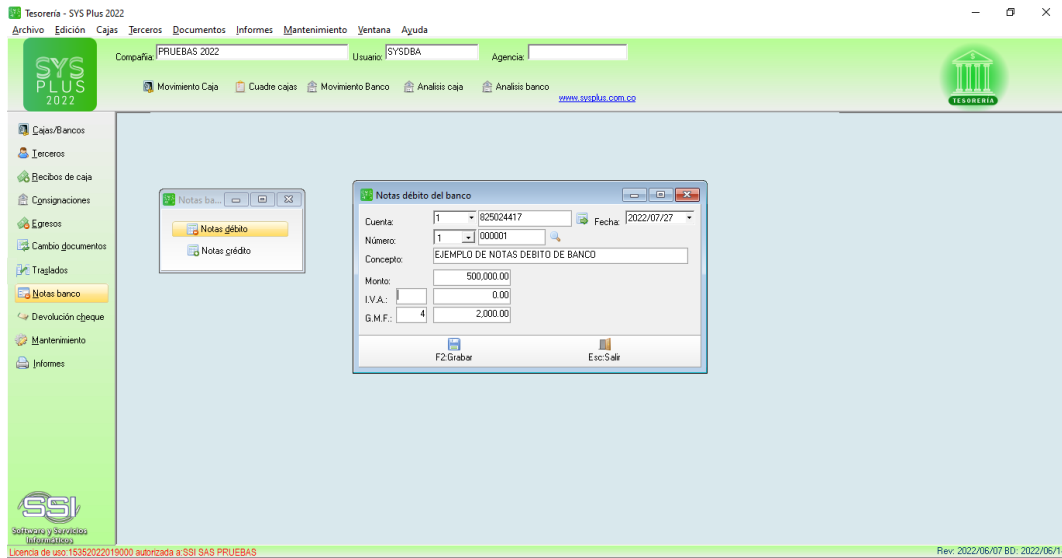 Tesorería - SYS Plus 2022
Archivo Edición Cajas Terceros Documentos Informes Mantenimiento Ventana Ayuda
SYS PLUS 2022
Compañia: PRUEBAS 2022 Usuario: SYSDBA Agencia:
Movimiento Caja Cuadre cajas Movimiento Banco Analisis caja Analisis banco
www.sysplus.com.co
TESORERÍA
Cajas/Bancos
Terceros
Recibos de caja
Consignaciones
Egresos
Cambio documentos
Traslados
Notas banco
Devolución cheque
Mantenimiento
Informes
Notas ba...
Notas débito
Notas crédito
Notas débito del banco
Cuenta: 1 825024417 Fecha: 2022/07/27
Número: 1 000001
Concepto: EJEMPLO DE NOTAS DEBITO DE BANCO
Monto: 500,000.00
I.V.A.: 0.00
G.M.F.: 4 2,000.00
F2:Grabar Esc:Salir
SSI
Software y Servicios
Informáticos
Licencia de uso:15352022019000 autorizada a:SSI SAS PRUEBAS
Rev: 2022/06/07 BD: 2022/06/1